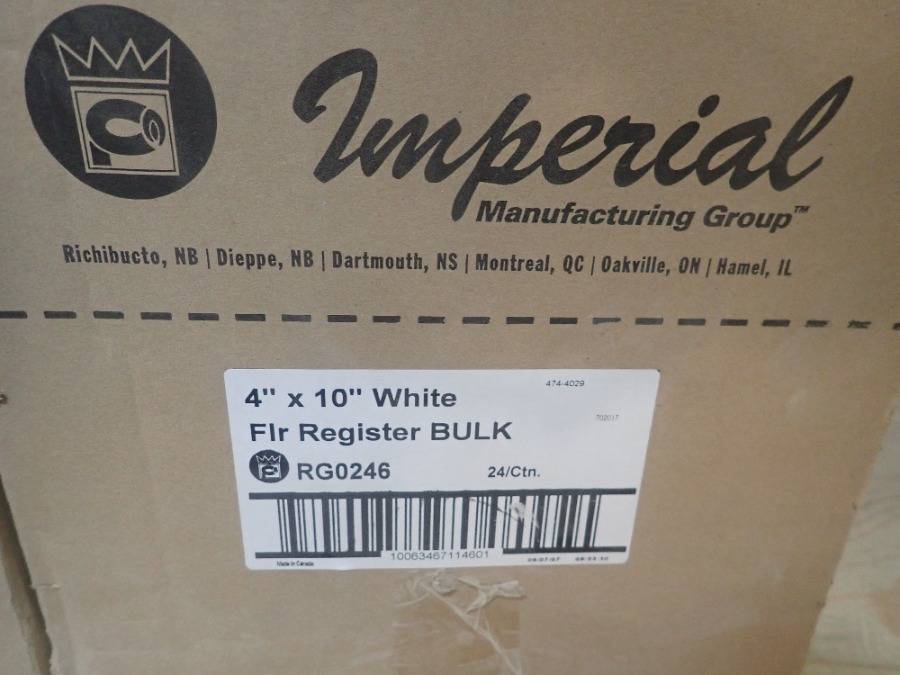 Imperial
Manufacturing Group™
Richibucto, NB | Dieppe, NB | Dartmouth, NS | Montreal, QC | Oakville, ON | Hamel, IL
4" x 10" White
474-4029
Flr Register BULK
702017
RG0246
24/Ctn.
10063467114601
Made in Canada